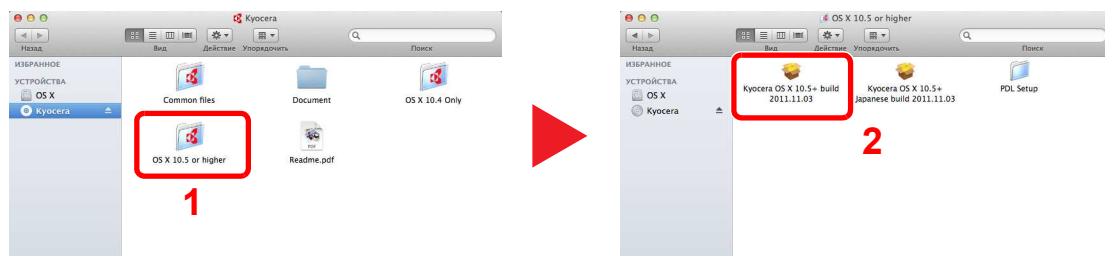 Kyocera
Назад
Вид
Действие
Упорядочить
Поиск
ИЗБРАННОЕ
УСТРОЙСТВА
OS X
Kyocera
Common files
Document
OS X 10.4 Only
OS X 10.5 or higher
PDF
Readme.pdf
1
OS X 10.5 or higher
Назад
Вид
Действие
Упорядочить
Поиск
ИЗБРАННОЕ
УСТРОЙСТВА
OS X
Kyocera
Kyocera OS X 10.5+ build
2011.11.03
Kyocera OS X 10.5+
Japanese build 2011.11.03
PDL Setup
2